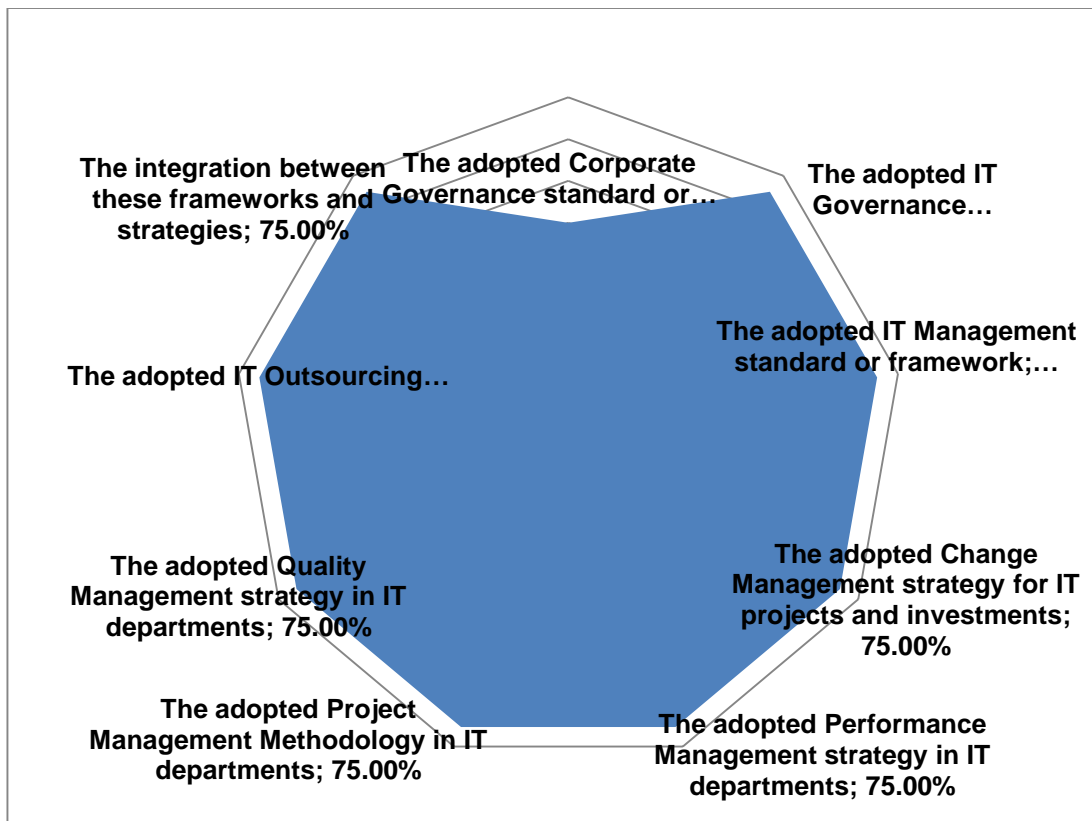 The adopted Corporate
Governance standard or…
The adopted IT
Governance…
The adopted IT Management
standard or framework;…
The adopted Change
Management strategy for IT
projects and investments;
75.00%
The adopted Performance
Management strategy in IT
departments; 75.00%
The adopted Project
Management Methodology in IT
departments; 75.00%
The adopted Quality
Management strategy in IT
departments; 75.00%
The adopted IT Outsourcing…
The integration between
these frameworks and
strategies; 75.00%